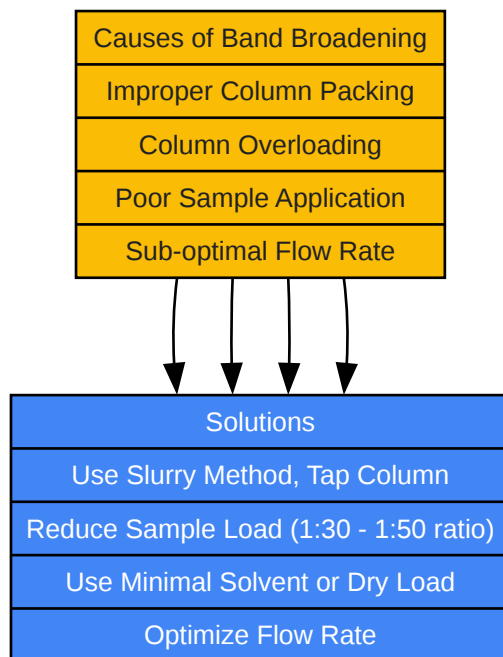 Causes of Band Broadening
Improper Column Packing
Column Overloading
Poor Sample Application
Sub-optimal Flow Rate
Solutions
Use Slurry Method, Tap Column
Reduce Sample Load (1:30 - 1:50 ratio)
Use Minimal Solvent or Dry Load
Optimize Flow Rate